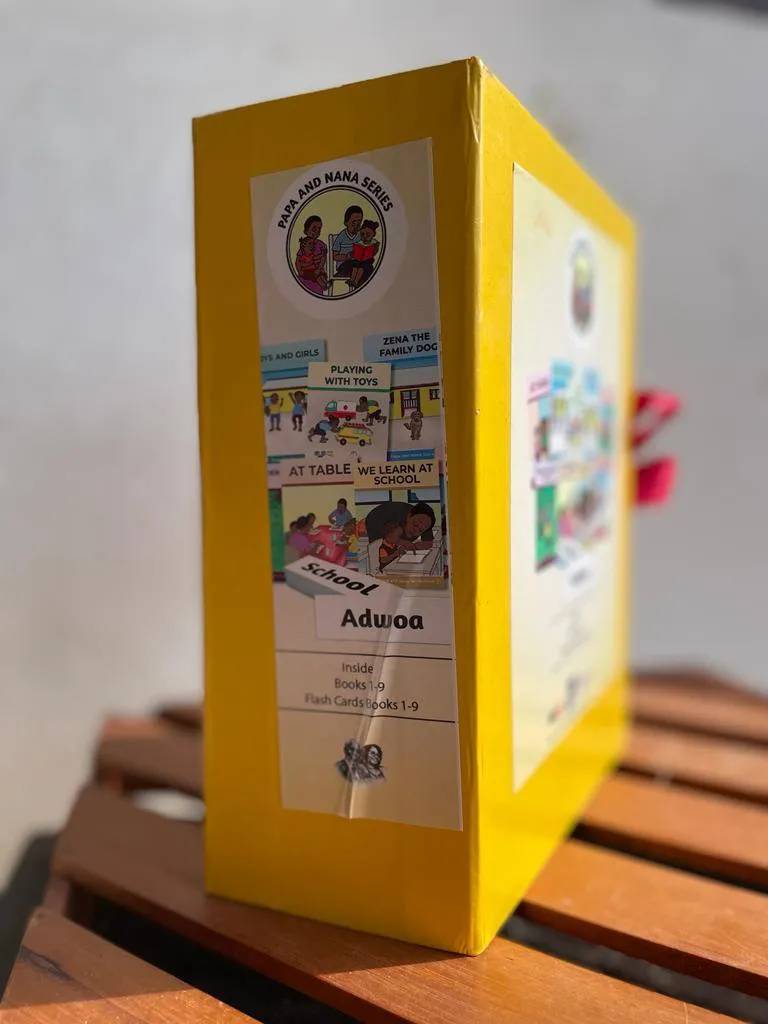 PAPA AND NANA SERIES
YS AND GIRLS
ZENA THE
FAMILY DOG
PLAYING
WITH TOYS
AT TABLE
WE LEARN AT
SCHOOL
School
Adwoa
Inside
Books 1-9
Flash Cards Books 1-9